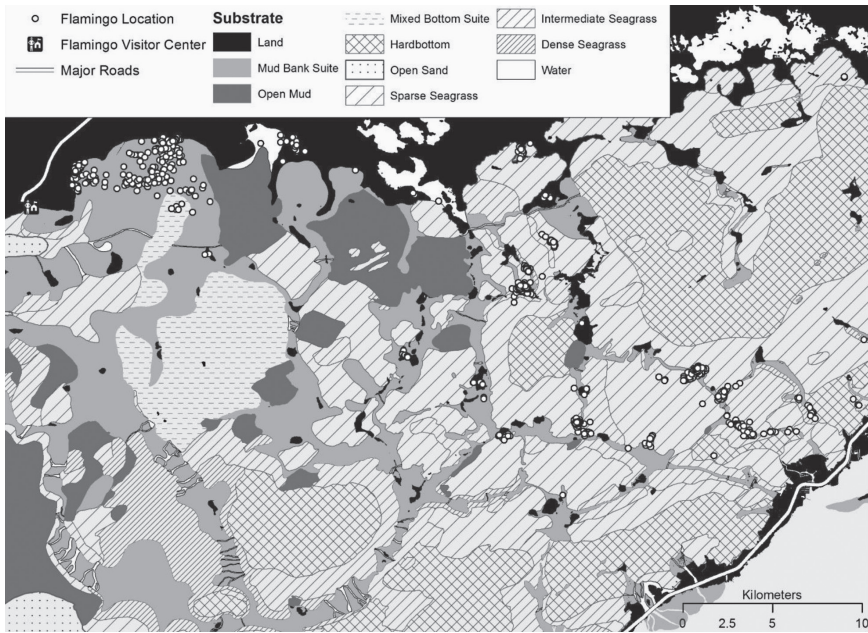 Flamingo Location
Flamingo Visitor Center
Major Roads
Substrate
Land
Mud Bank Suite
Open Mud
Mixed Bottom Suite
Hardbottom
Open Sand
Sparse Seagrass
Intermediate Seagrass
Dense Seagrass
Water
Kilometers
0 2.5 5